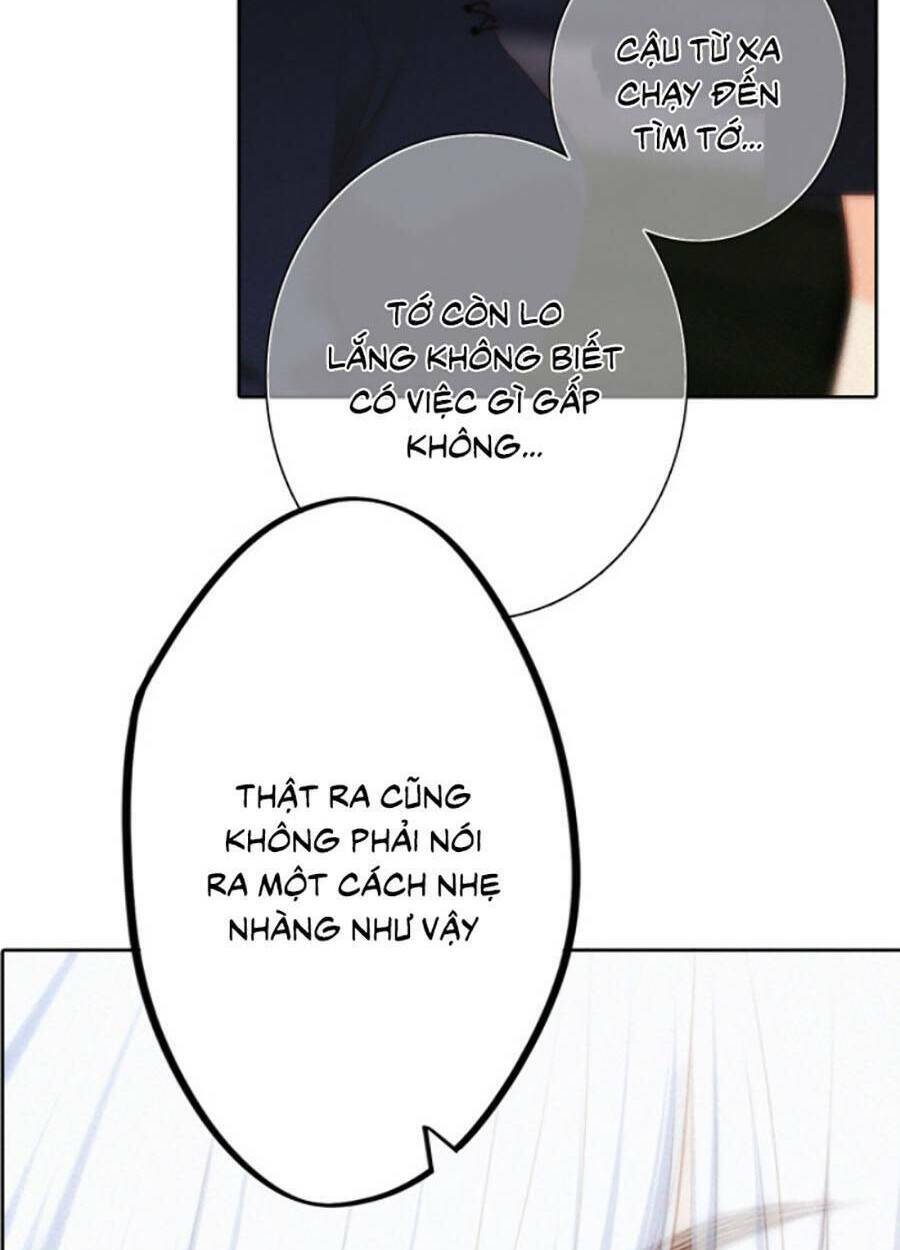 CẬU TỪ XA
CHẠY ĐẾN
TÌM TỚ...
TỚ CÒN LO
LẮNG KHÔNG BIẾT
CÓ VIỆC GÌ GẤP
KHÔNG...
THẬT RA CŨNG
KHÔNG PHẢI NÓI
RA MỘT CÁCH NHẸ
NHÀNG NHƯ VẬY